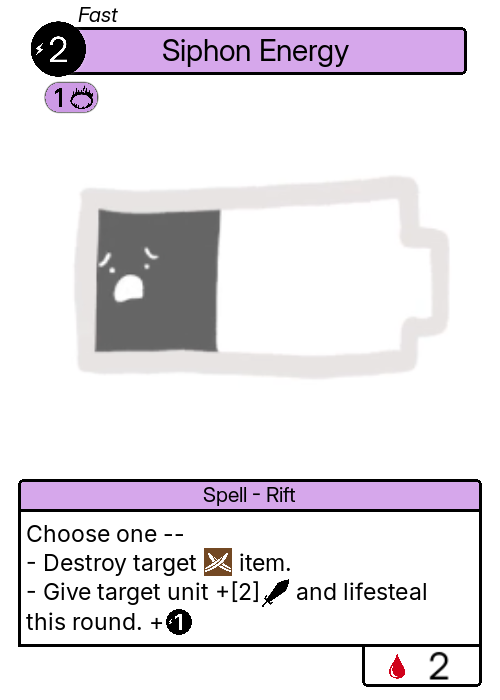 Fast
2 Siphon Energy
1
Spell - Rift
Choose one --
- Destroy target item.
- Give target unit +[2] and lifesteal
this round. +1
2